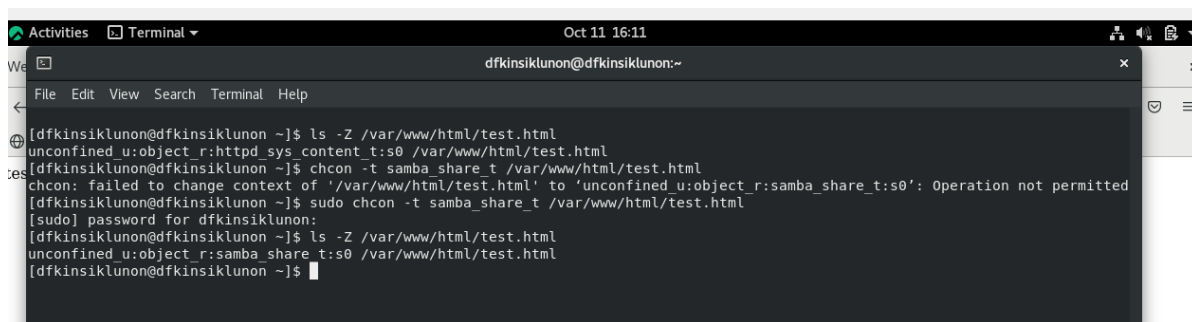 Activities Terminal Oct 11 16:11
We
dfkinsiklunon@dfkinsiklunon:~
File Edit View Search Terminal Help
[dfkinsiklunon@dfkinsiklunon ~]$ ls -Z /var/www/html/test.html
unconfined_u:object_r:httpd_sys_content_t:s0 /var/www/html/test.html
[dfkinsiklunon@dfkinsiklunon ~]$ chcon -t samba_share_t /var/www/html/test.html
chcon: failed to change context of '/var/www/html/test.html' to ‘unconfined_u:object_r:samba_share_t:s0’: Operation not permitted
[dfkinsiklunon@dfkinsiklunon ~]$ sudo chcon -t samba_share_t /var/www/html/test.html
[sudo] password for dfkinsiklunon:
[dfkinsiklunon@dfkinsiklunon ~]$ ls -Z /var/www/html/test.html
unconfined_u:object_r:samba_share_t:s0 /var/www/html/test.html
[dfkinsiklunon@dfkinsiklunon ~]$